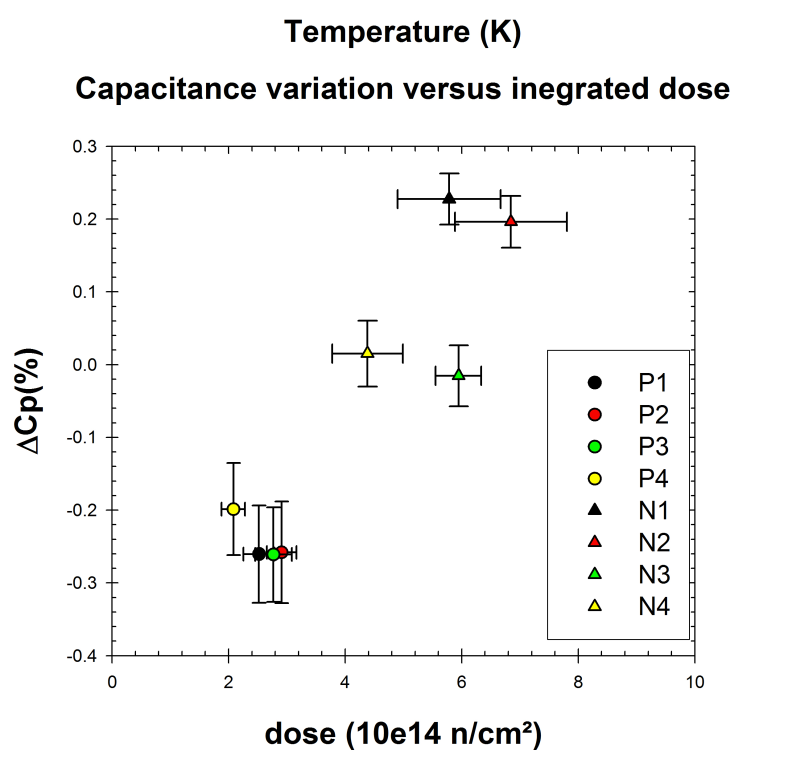 Temperature (K)
Capacitance variation versus inegrated dose
0.3
0.2
0.1
0.0
-0.1
-0.2
-0.3
-0.4
ΔCp(%)
0 2 4 6 8 10
dose (10e14 n/cm²)
P1
P2
P3
P4
N1
N2
N3
N4